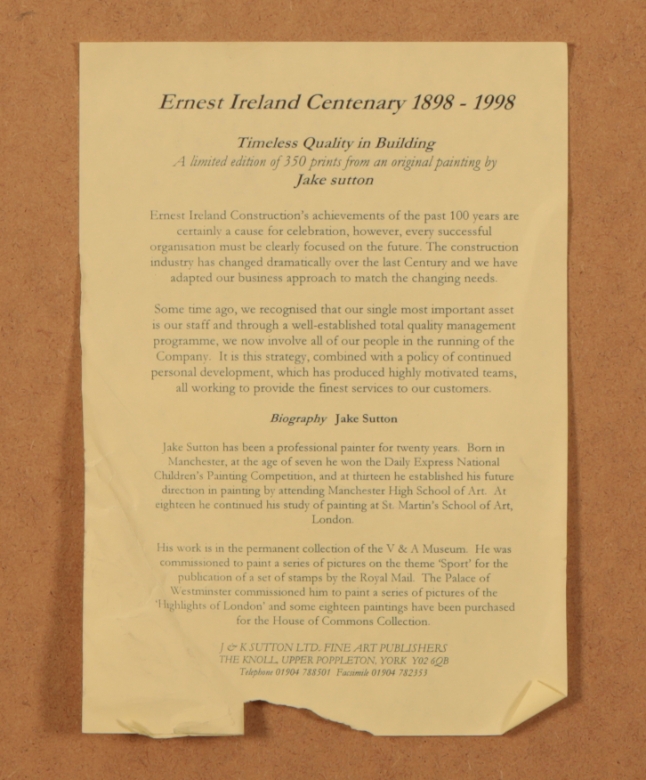 Ernest Ireland Centenary 1898 - 1998
Timeless Quality in Building
A limited edition of 350 prints from an original painting by
Jake sutton
Ernest Ireland Construction's achievements of the past 100 years are
certainly a cause for celebration, however, every successful
organisation must be clearly focused on the future. The construction
industry has changed dramatically over the last Century and we have
adapted our business approach to match the changing needs.
Some time ago, we recognised that our single most important asset
is our staff and through a well-established total quality management
programme, we now involve all of our people in the running of the
Company. It is this strategy, combined with a policy of continued
personal development, which has produced highly motivated teams,
all working to provide the finest services to our customers.
Biography Jake Sutton
Jake Sutton has been a professional painter for twenty years. Born in
Manchester, at the age of seven he won the Daily Express National
Children's Painting Competition, and at thirteen he established his future
direction in painting by attending Manchester High School of Art. At
eighteen he continued his study of painting at St. Martin's School of Art,
London.
His work is in the permanent collection of the V & A Museum. He was
commissioned to paint a series of pictures on the theme 'Sport' for the
publication of a set of stamps by the Royal Mail. The Palace of
Westminster commissioned him to paint a series of pictures of the
'Highlights of London' and some eighteen paintings have been purchased
for the House of Commons Collection.
J & K SUTTON LTD. FINE ART PUBLISHERS
THE KNOLL, UPPER POPPLETON, YORK Y02 6QB
Telephone 01904 788501 Facsimile 01904 782353